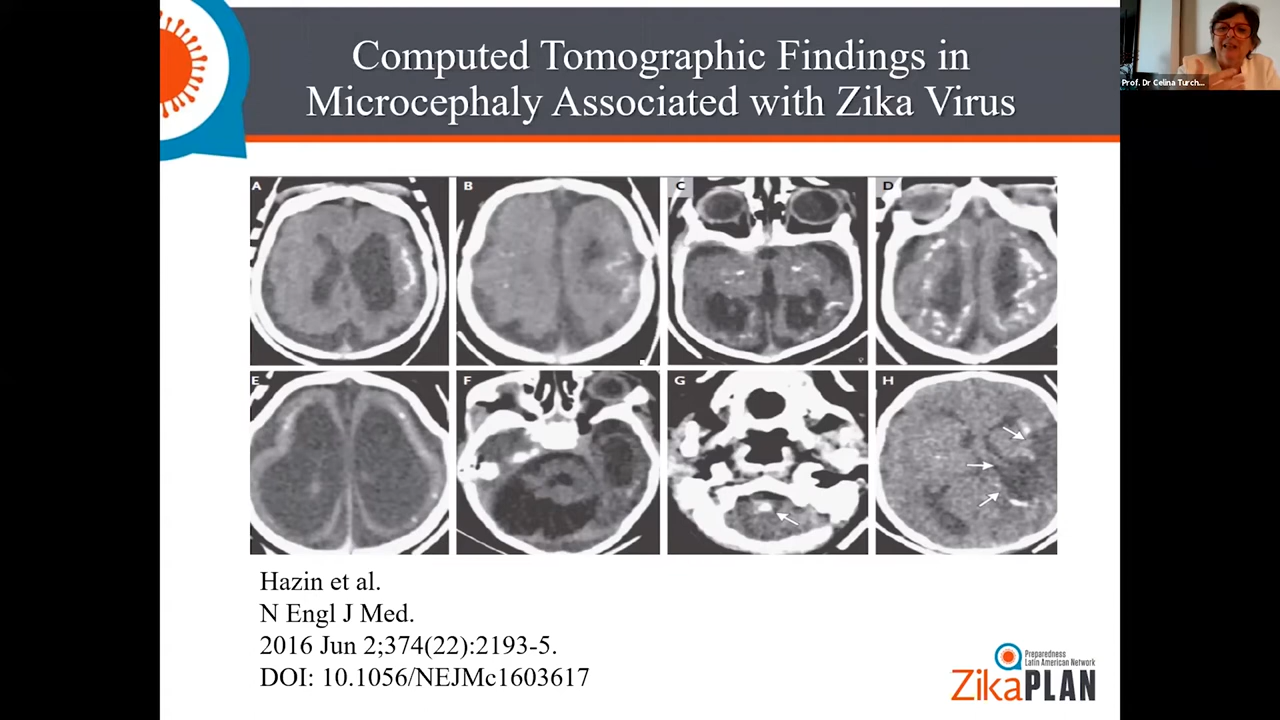 Computed Tomographic Findings in
Microcephaly Associated with Zika Virus
Prof. Dr Celina Turch...
A
B
C
D
E
F
G
H
Hazin et al.
N Engl J Med.
2016 Jun 2;374(22):2193-5.
DOI: 10.1056/NEJMc1603617
Preparedness
Latin American Network
ZikaPLAN